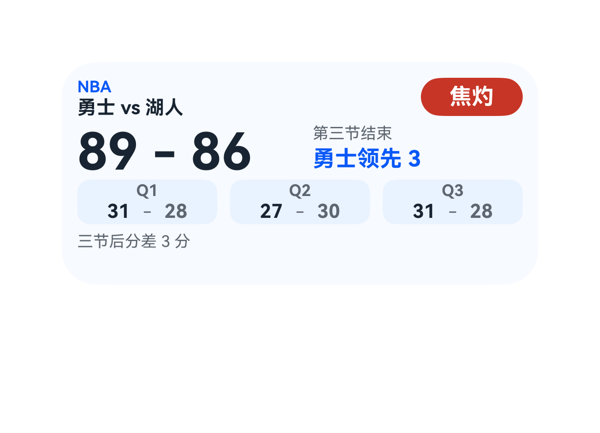 NBA
勇士 vs 湖人
焦灼
89 - 86
第三节结束
勇士领先 3
Q1
31 - 28
Q2
27 - 30
Q3
31 - 28
三节后分差 3 分